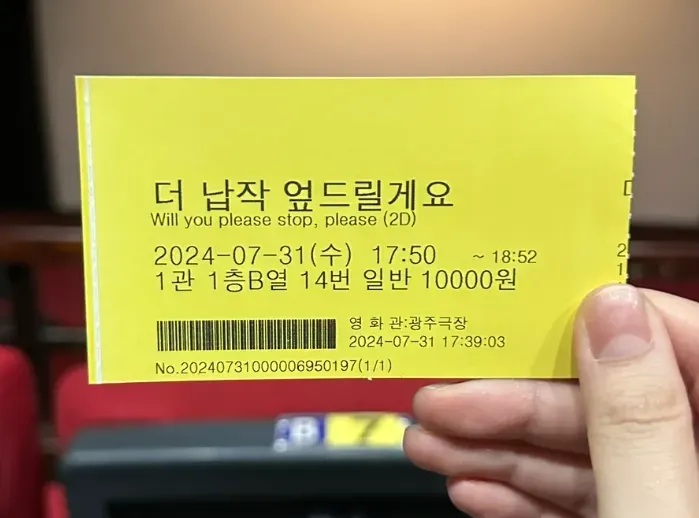 더 납작 엎드릴게요
Will you please stop, please (2D)
2024-07-31(수) 17:50 ~ 18:52
1관 1층B열 14번 일반 10000원
영 화 관:광주극장
2024-07-31 17:39:03
No.20240731000006950197(1/1)
B 7